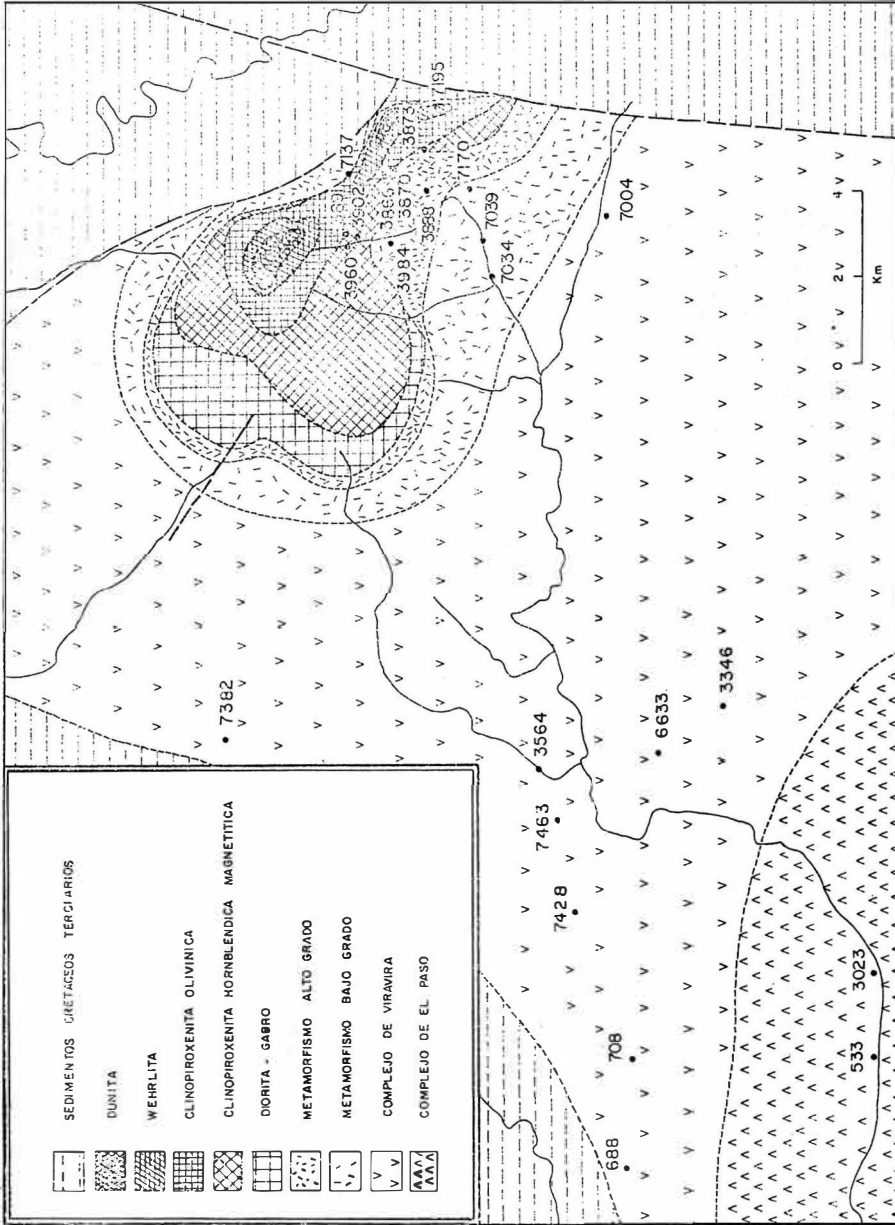 SEDIMENTOS CRETACEOS TERCIARIOS
DUNITA
WEHRLITA
CLINOPIROXENITA OLIVINICA
CLINOPIROXENITA HORNBLENDICA MAGNETITICA
DIORITA - GABRO
METAMORFISMO ALTO GRADO
METAMORFISMO BAJO GRADO
COMPLEJO DE VIRAVIRA
COMPLEJO DE EL PASO
7382
7137
3902
3960
3870
3984
3873
7195
7170
7039
7034
7004
3564
7463
7428
6633
3346
708
688
533
3023
0 2 4
Km